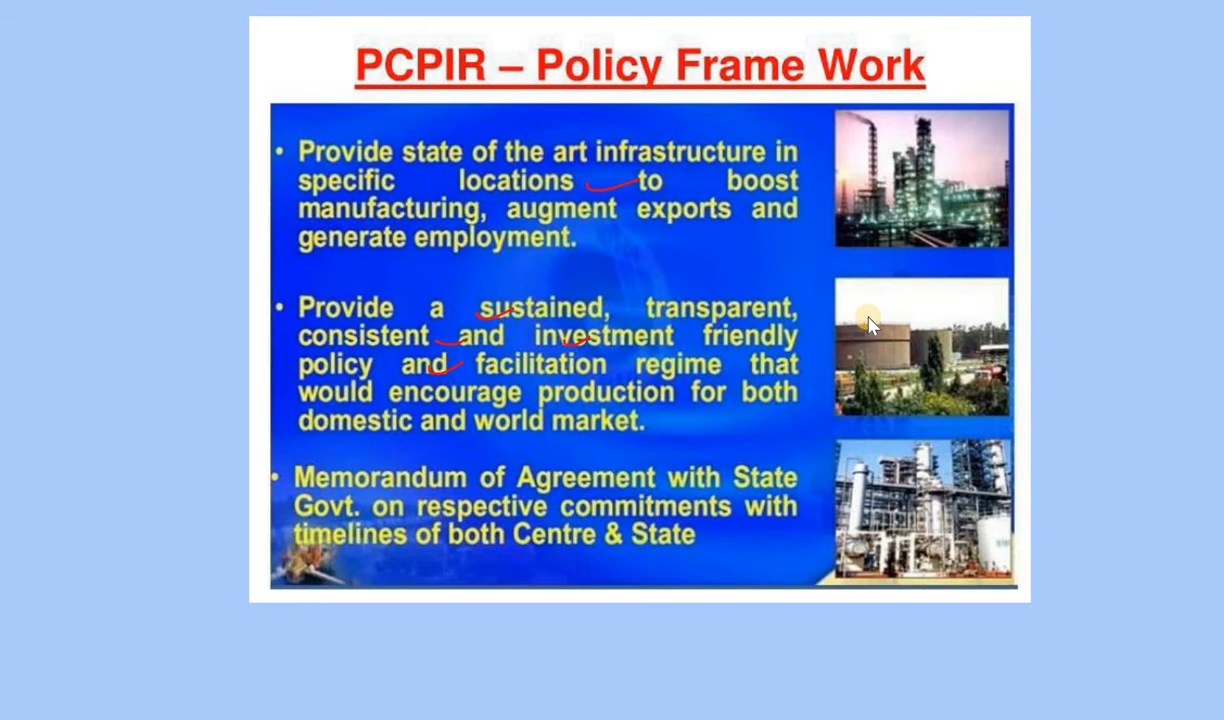 PCPIR – Policy Frame Work
• Provide state of the art infrastructure in
specific locations to boost
manufacturing, augment exports and
generate employment.
• Provide a sustained, transparent,
consistent and investment friendly
policy and facilitation regime that
would encourage production for both
domestic and world market.
• Memorandum of Agreement with State
Govt. on respective commitments with
timelines of both Centre & State